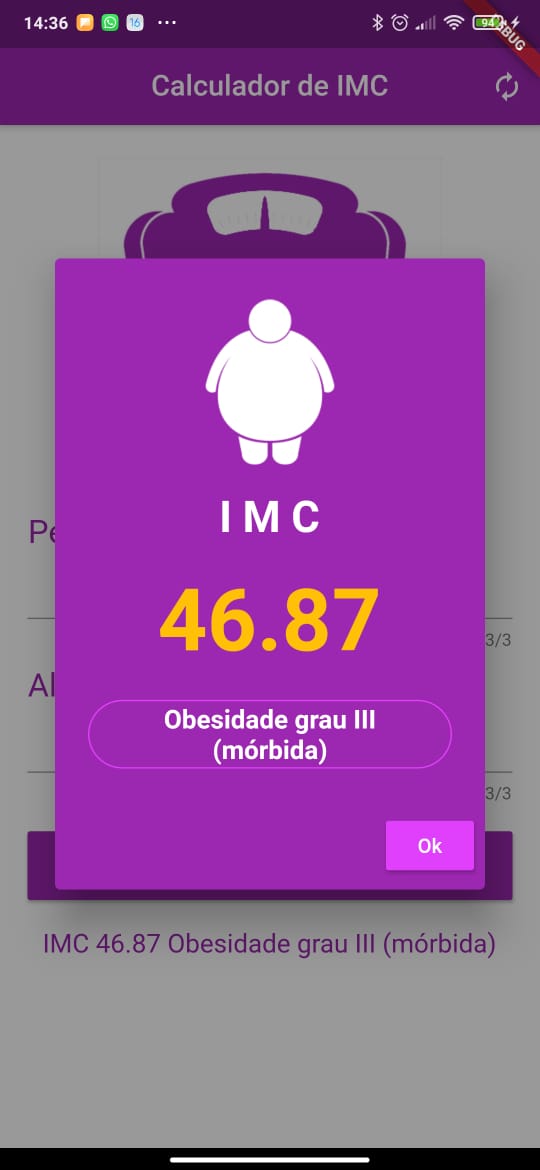 14:36 16 94 DEBUG
Calculador de IMC
I M C
Pe
46.87
3/3
Al
Obesidade grau III
(mórbida)
3/3
Ok
IMC 46.87 Obesidade grau III (mórbida)